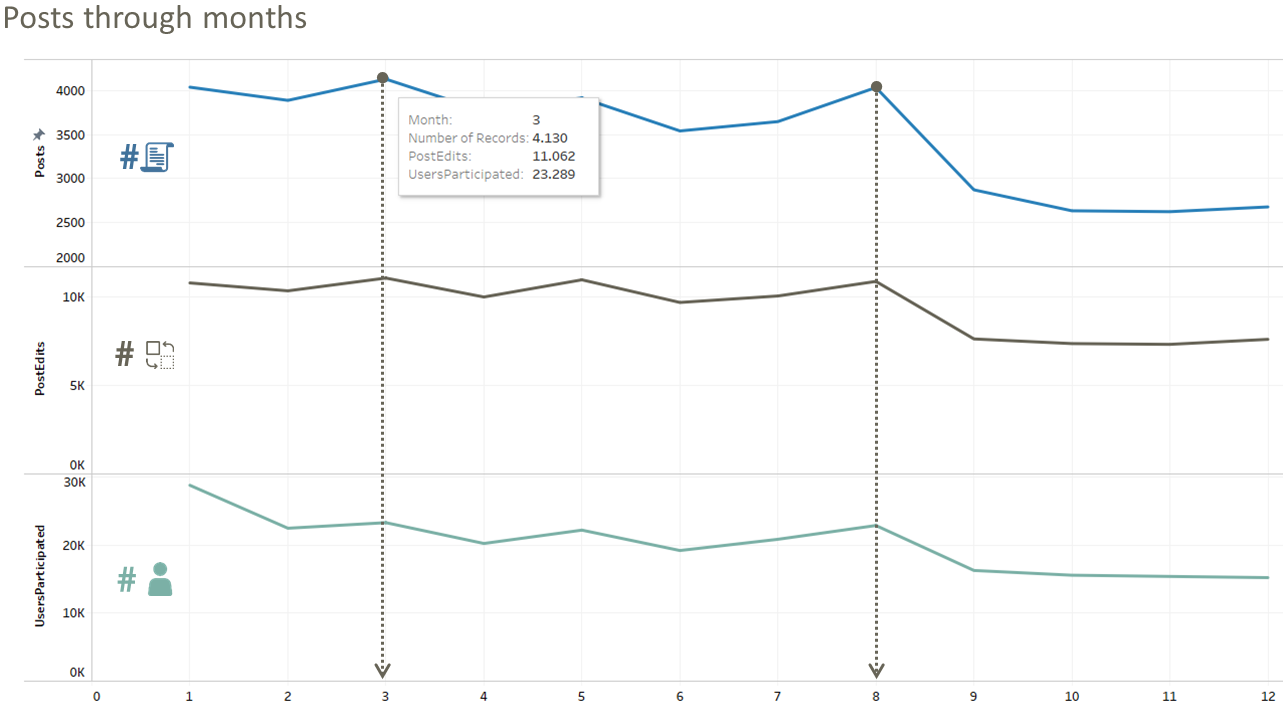 Posts through months
4000
3500
3000
2500
2000
Posts
#
Month: 3
Number of Records: 4.130
PostEdits: 11.062
UsersParticipated: 23.289
10K
5K
0K
PostEdits
#
30K
20K
10K
0K
UsersParticipated
#
0 1 2 3 4 5 6 7 8 9 10 11 12